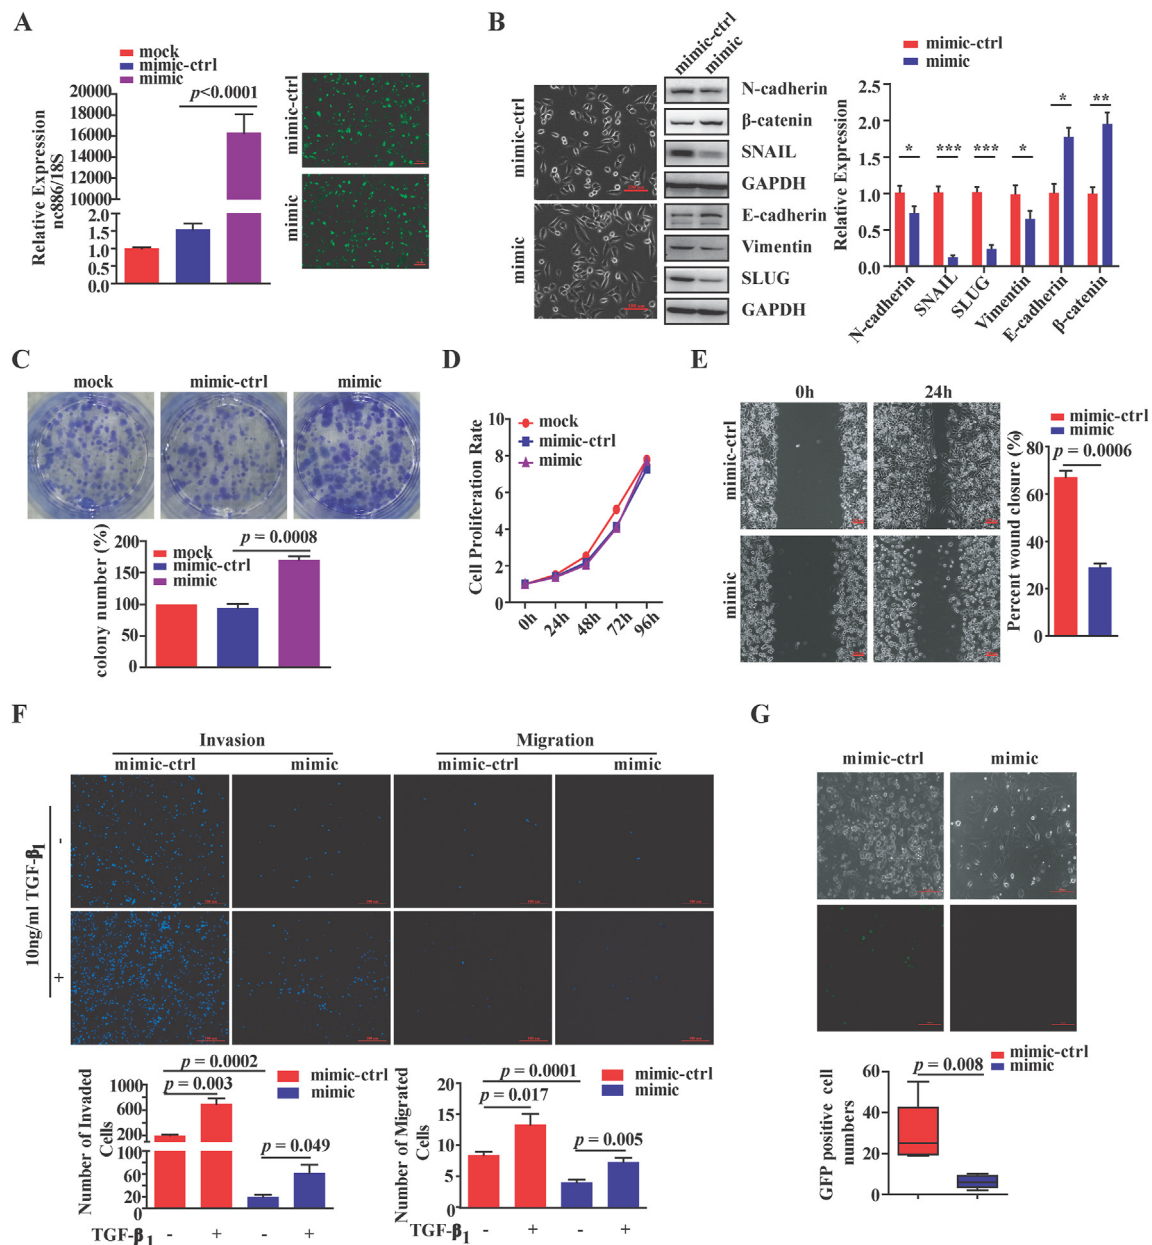 A
mock
mimic-ctrl
mimic
p<0.0001
Relative Expression
nc886/18S
20000
18000
16000
14000
12000
10000
2.0
1.5
1.0
0.5
0.0
mimic-ctrl
mimic
B
mimic-ctrl
mimic
mimic-ctrl
mimic
N-cadherin
β-catenin
SNAIL
GAPDH
E-cadherin
Vimentin
SLUG
GAPDH
mimic-ctrl
mimic
Relative Expression
2.5
2.0
1.5
1.0
0.5
0.0
* *** *** * * **
N-cadherin
SNAIL
SLUG
Vimentin
E-cadherin
β-catenin
C
mock mimic-ctrl mimic
colony number (%)
200
150
100
50
0
mock
mimic-ctrl
mimic
p = 0.0008
D
Cell Proliferation Rate
10
8
6
4
2
0
mock
mimic-ctrl
mimic
0h 24h 48h 72h 96h
E
0h 24h
mimic-ctrl
mimic
mimic-ctrl
mimic
p = 0.0006
Percent wound closure (%)
80
60
40
20
0
F
Invasion Migration
mimic-ctrl mimic mimic-ctrl mimic
10ng/ml TGF-β1
-
+
p = 0.0002
p = 0.003
p = 0.049
mimic-ctrl
mimic
Number of Invaded
Cells
1000
800
600
400
200
80
60
40
20
0
TGF-β1 - + - +
p = 0.0001
p = 0.017
p = 0.005
mimic-ctrl
mimic
Number of Migrated
Cells
20
15
10
5
0
TGF-β1 - + - +
G
mimic-ctrl mimic
mimic-ctrl
mimic
p = 0.008
GFP positive cell
numbers
60
40
20
0